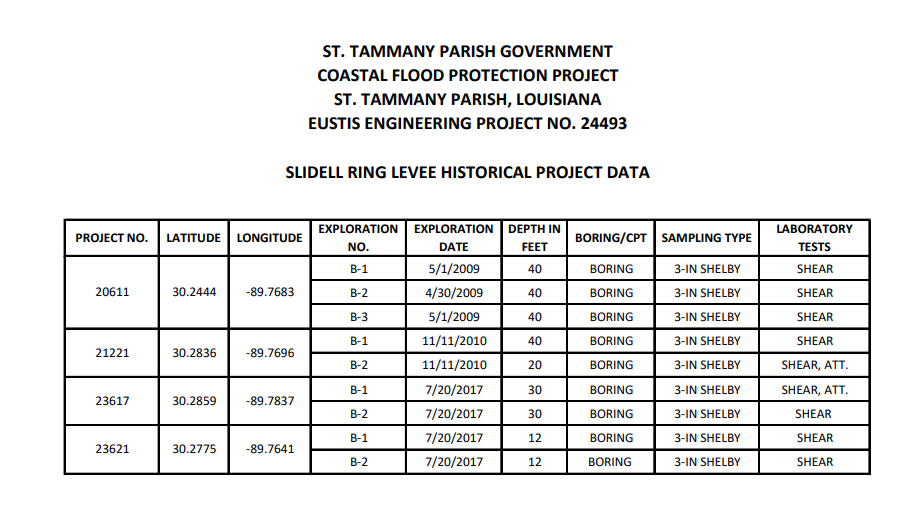 ST. TAMMANY PARISH GOVERNMENT
COASTAL FLOOD PROTECTION PROJECT
ST. TAMMANY PARISH, LOUISIANA
EUSTIS ENGINEERING PROJECT NO. 24493
SLIDELL RING LEVEE HISTORICAL PROJECT DATA
PROJECT NO. LATITUDE LONGITUDE EXPLORATION NO. EXPLORATION DATE DEPTH IN FEET BORING/CPT SAMPLING TYPE LABORATORY TESTS
20611 30.2444 -89.7683 B-1 5/1/2009 40 BORING 3-IN SHELBY SHEAR
B-2 4/30/2009 40 BORING 3-IN SHELBY SHEAR
B-3 5/1/2009 40 BORING 3-IN SHELBY SHEAR
21221 30.2836 -89.7696 B-1 11/11/2010 40 BORING 3-IN SHELBY SHEAR
B-2 11/11/2010 20 BORING 3-IN SHELBY SHEAR, ATT.
23617 30.2859 -89.7837 B-1 7/20/2017 30 BORING 3-IN SHELBY SHEAR, ATT.
B-2 7/20/2017 30 BORING 3-IN SHELBY SHEAR
23621 30.2775 -89.7641 B-1 7/20/2017 12 BORING 3-IN SHELBY SHEAR
B-2 7/20/2017 12 BORING 3-IN SHELBY SHEAR